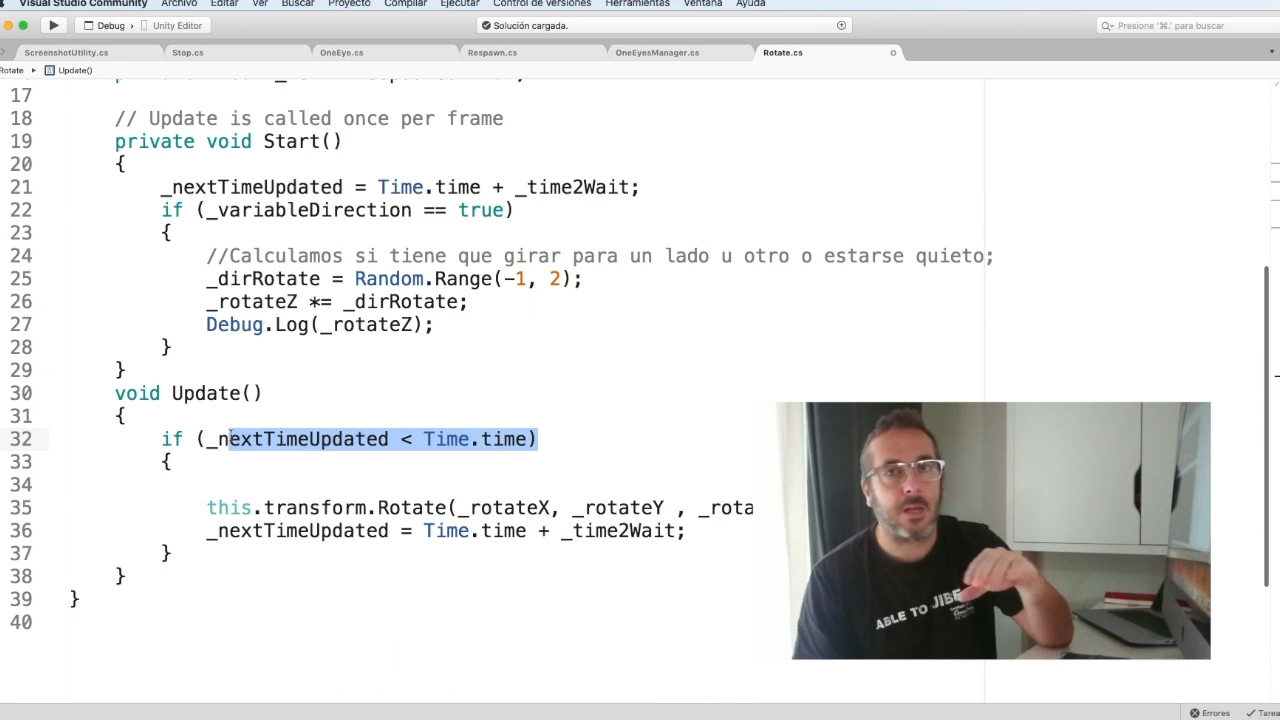 Visual Studio Community Archivo Editar Ver Buscar Proyecto Compilar Ejecutar Control de versiones Herramientas Ventana Ayuda
Debug › Unity Editor
Solución cargada.
Presione '⌘.' para buscar
ScreenshotUtility.cs Stop.cs OneEye.cs Respawn.cs OneEyesManager.cs Rotate.cs
Rotate ▸ Update()
17
18 // Update is called once per frame
19 private void Start()
20 {
21 _nextTimeUpdated = Time.time + _time2Wait;
22 if (_variableDirection == true)
23 {
24 //Calculamos si tiene que girar para un lado u otro o estarse quieto;
25 _dirRotate = Random.Range(-1, 2);
26 _rotateZ *= _dirRotate;
27 Debug.Log(_rotateZ);
28 }
29 }
30 void Update()
31 {
32 if (_nextTimeUpdated < Time.time)
33 {
34
35 this.transform.Rotate(_rotateX, _rotateY , _rota
36 _nextTimeUpdated = Time.time + _time2Wait;
37 }
38 }
39 }
40
ABLE TO JIBE
Errores Tarea